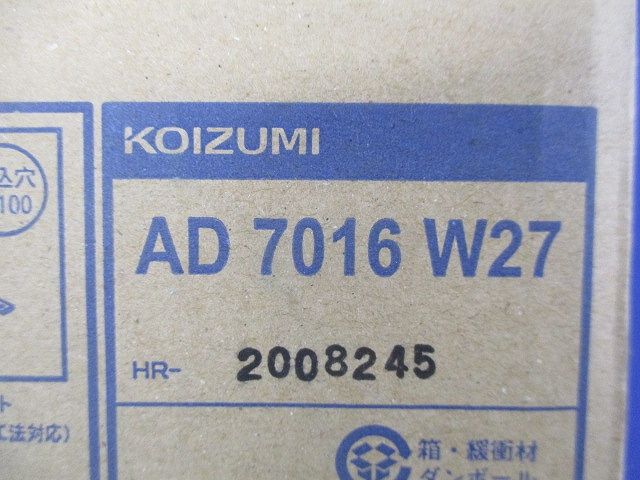 KOIZUMI
込穴
100
AD 7016 W27
HR- 2008245
ト
工法対応)
箱・緩衝材
ダンボール